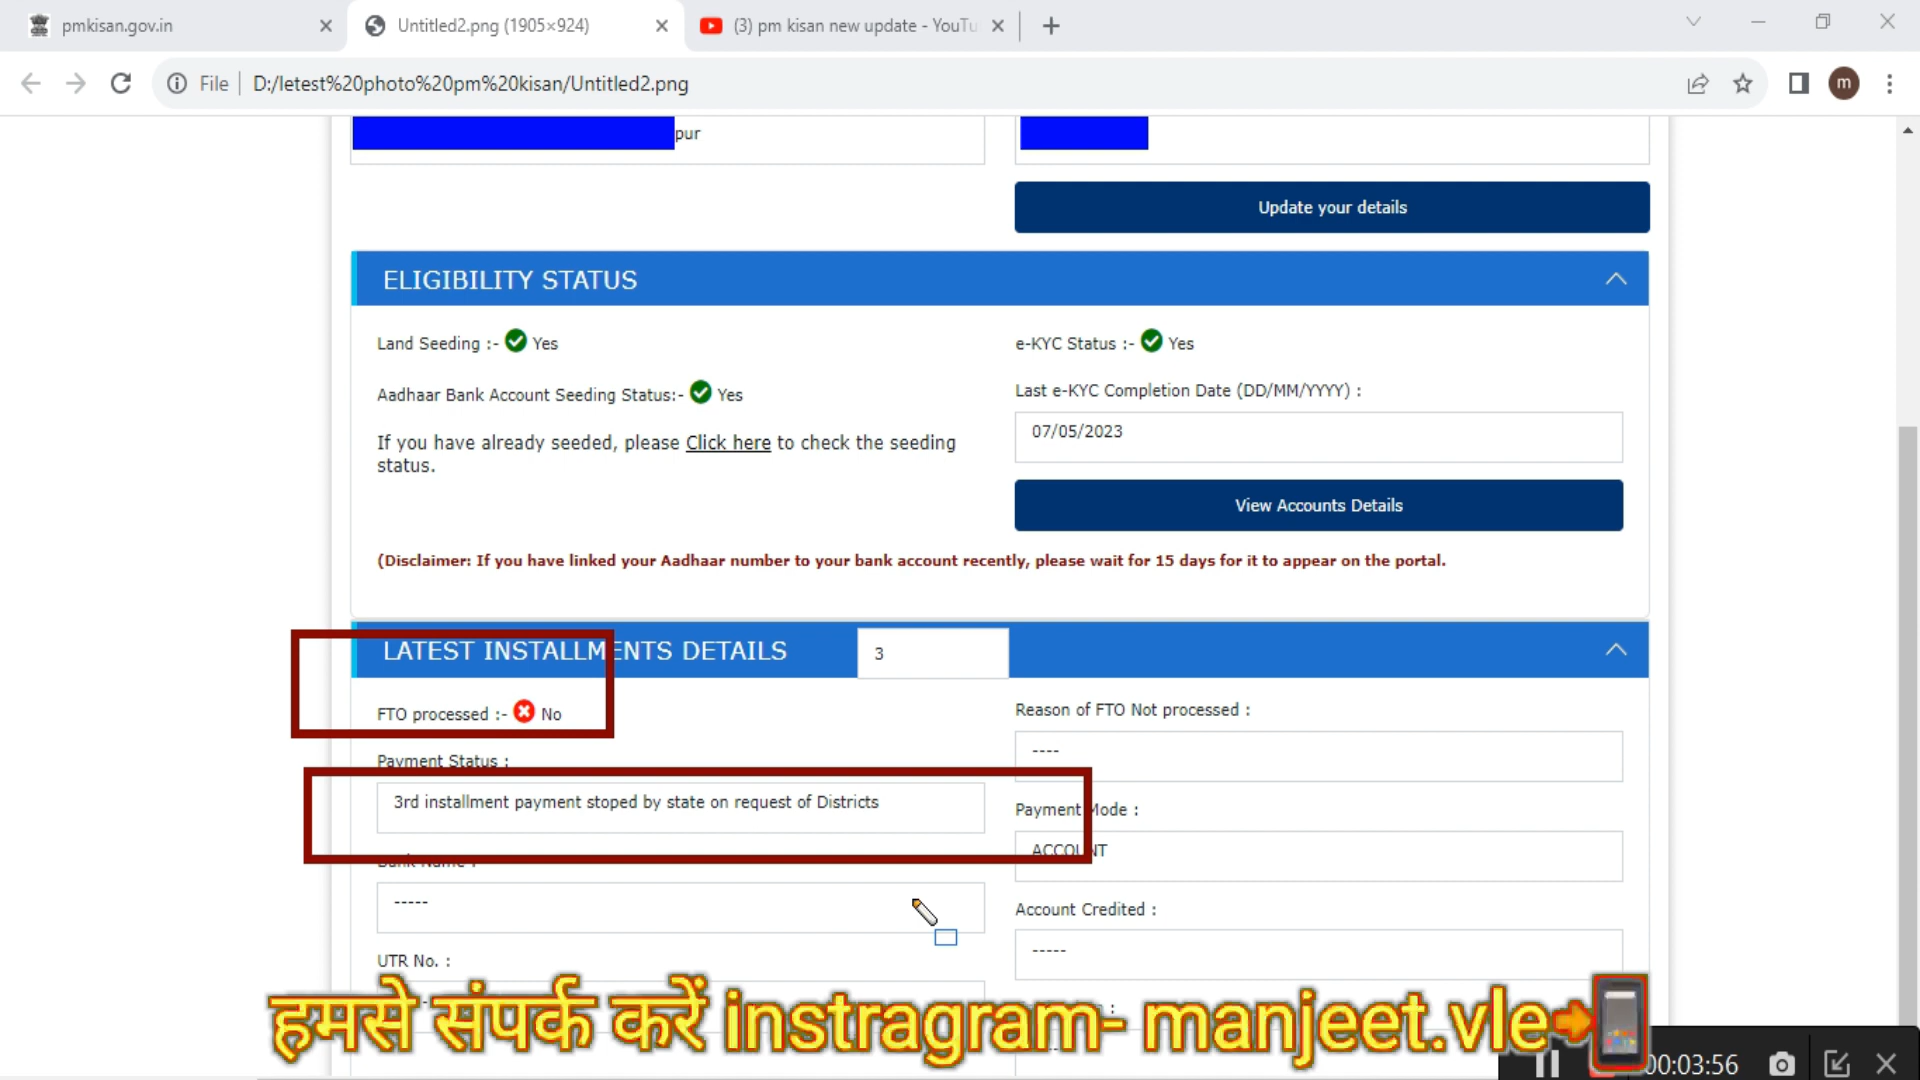 pmkisan.gov.in
Untitled2.png (1905×924)
(3) pm kisan new update - YouTu
File
D:/letest%20photo%20pm%20kisan/Untitled2.png
m
pur
Update your details
ELIGIBILITY STATUS
Land Seeding :- Yes
e-KYC Status :- Yes
Aadhaar Bank Account Seeding Status:- Yes
Last e-KYC Completion Date (DD/MM/YYYY) :
07/05/2023
If you have already seeded, please Click here to check the seeding
status.
View Accounts Details
(Disclaimer: If you have linked your Aadhaar number to your bank account recently, please wait for 15 days for it to appear on the portal.
LATEST INSTALLMENTS DETAILS
3
FTO processed :- No
Reason of FTO Not processed :
----
Payment Status :
3rd installment payment stoped by state on request of Districts
Payment Mode :
ACCOUNT
Bank Name :
-----
Account Credited :
-----
UTR No. :
हमसे संपर्क करें instragram- manjeet.vle
00:03:56